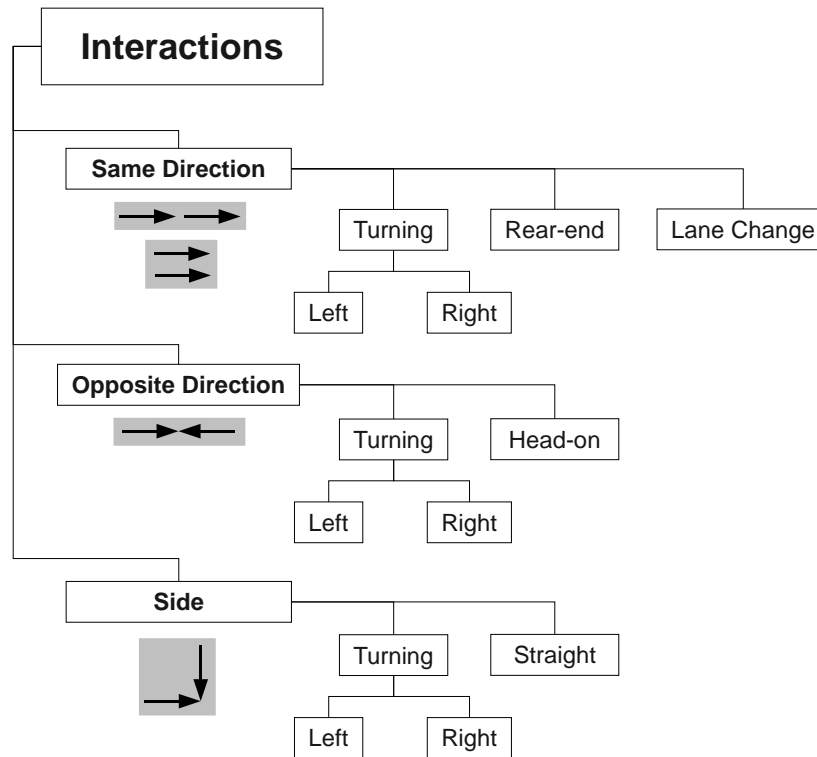 Interactions
Same Direction
Turning
Rear-end
Lane Change
Left
Right
Opposite Direction
Turning
Head-on
Left
Right
Side
Turning
Straight
Left
Right